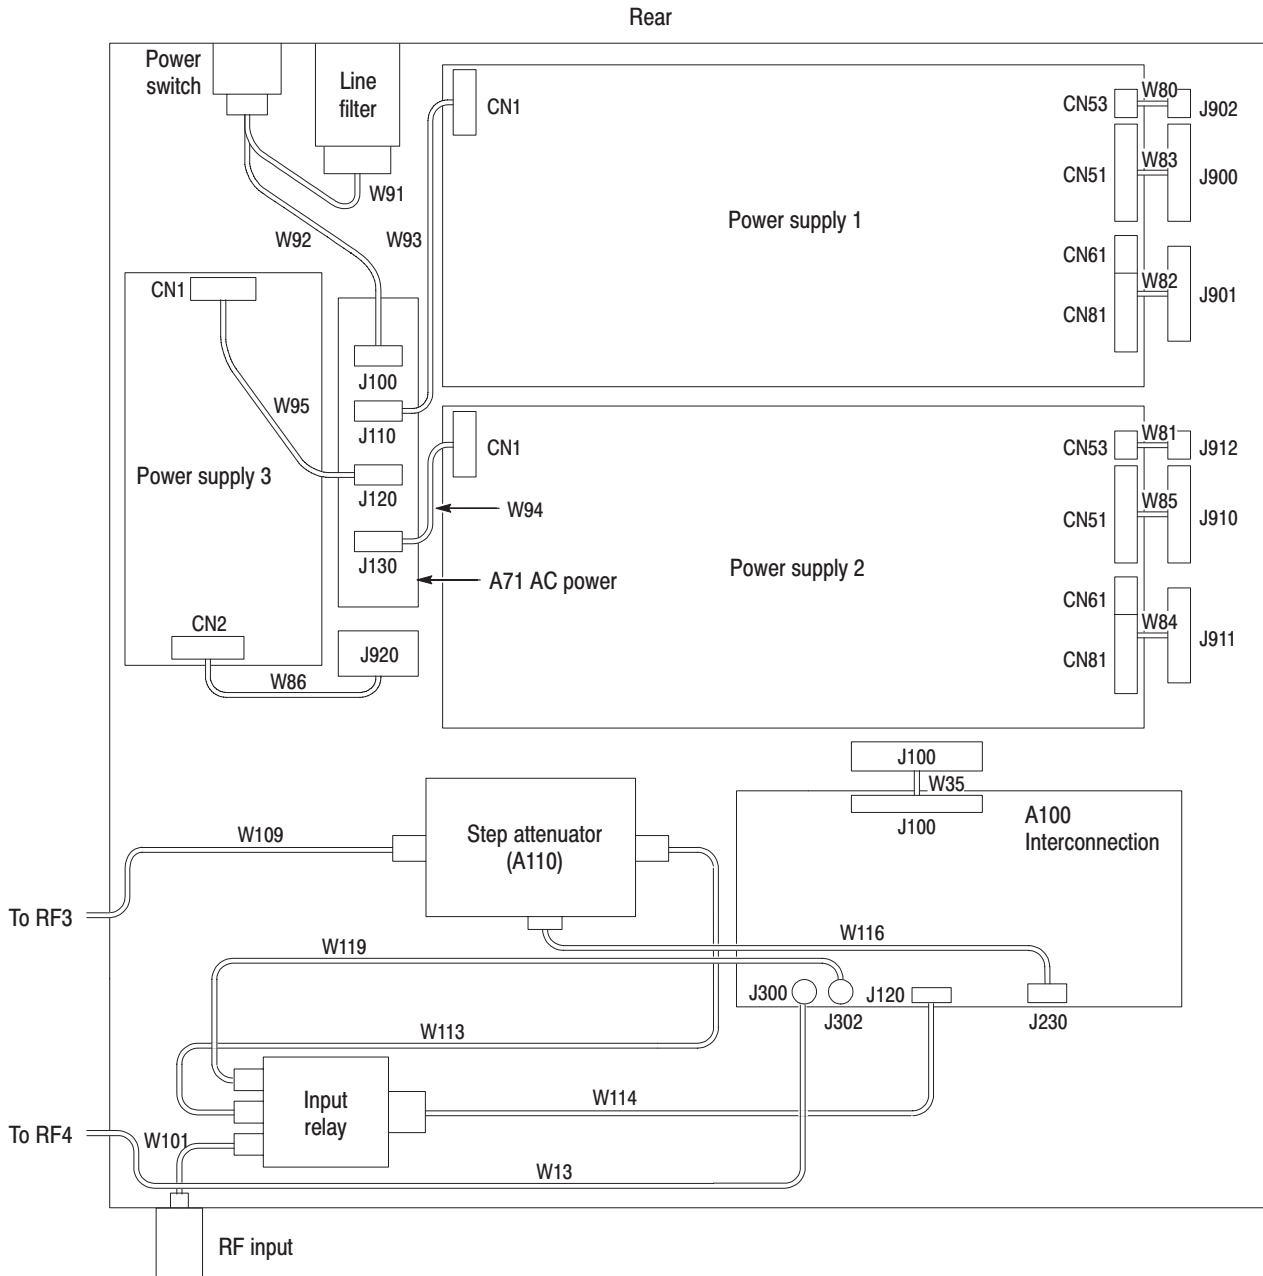 Rear
Power
switch
Line
filter
CN1
CN53
W80
J902
W91
CN51
W83
J900
Power supply 1
W92
W93
CN61
W82
J901
CN81
CN1
J100
W95
J110
CN1
CN53
W81
J912
Power supply 3
J120
W94
CN51
W85
J910
J130
A71 AC power
Power supply 2
CN61
W84
J911
CN2
CN81
J920
W86
J100
W35
J100
A100
Interconnection
W109
Step attenuator
(A110)
To RF3
W119
W116
J300
J302
J120
J230
W113
Input
relay
W114
To RF4
W101
W13
RF input